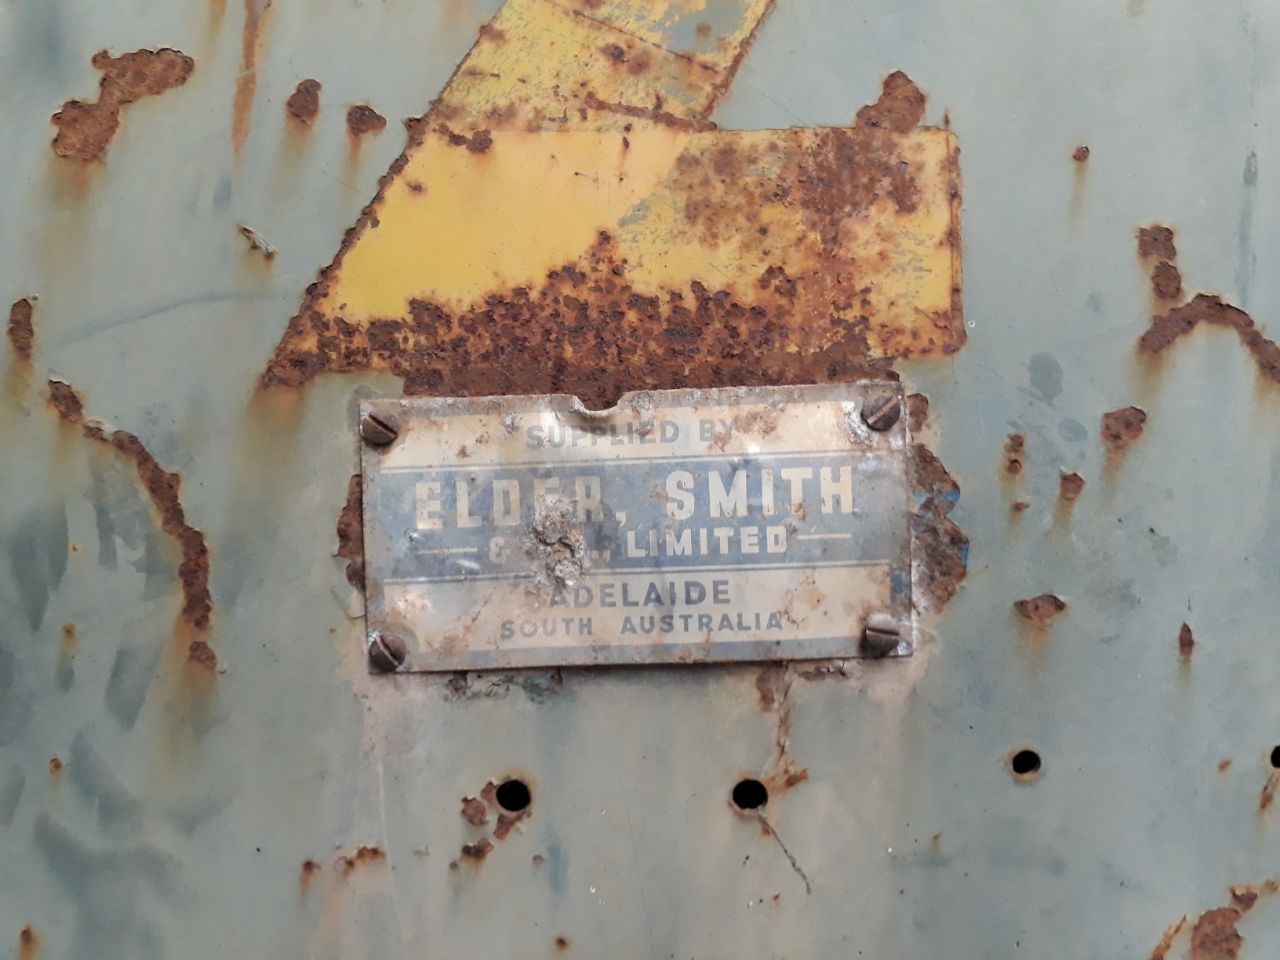 SUPPLIED BY
ELDER, SMITH
& LIMITED
ADELAIDE
SOUTH AUSTRALIA